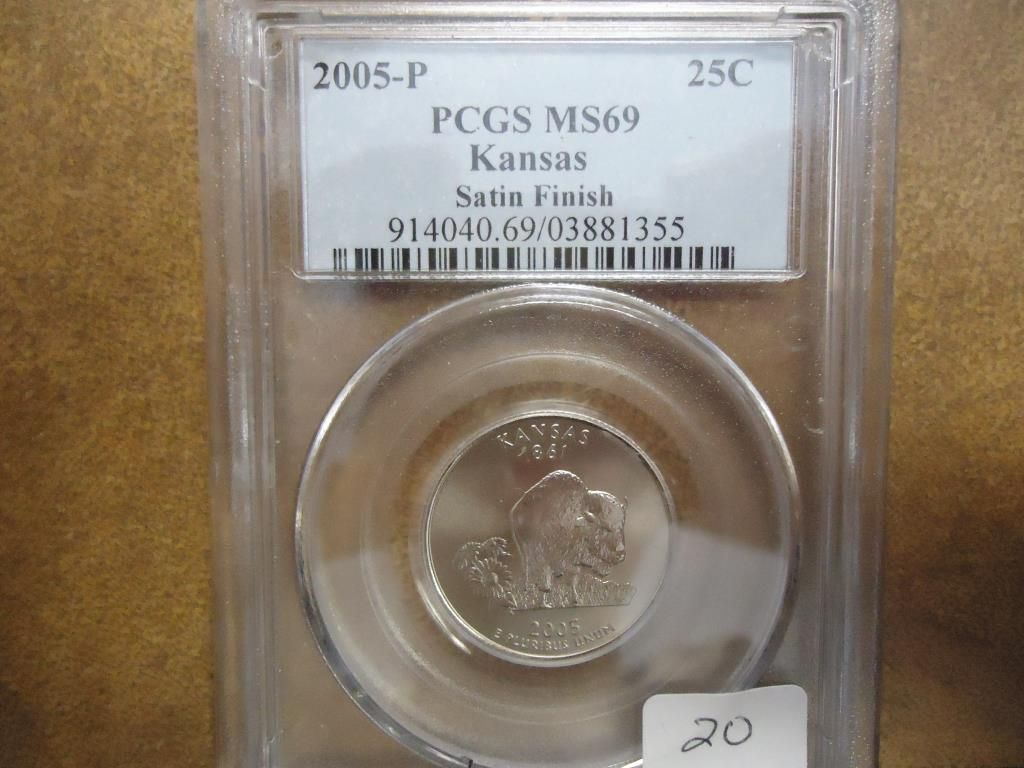 2005-P 25C
PCGS MS69
Kansas
Satin Finish
914040.69/03881355
KANSAS
1861
2005
E PLURIBUS UNUM
20